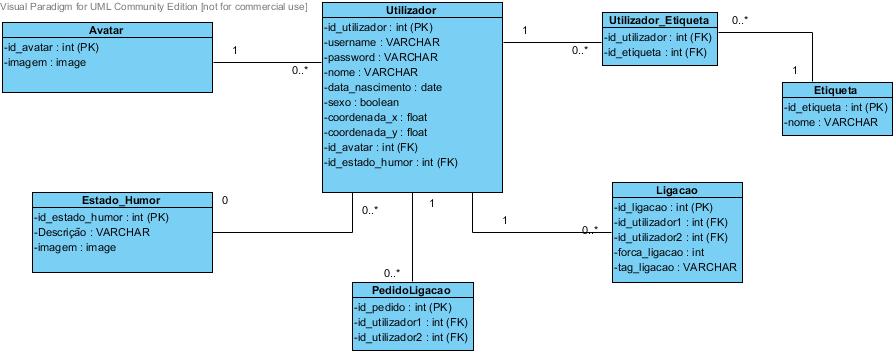 Visual Paradigm for UML Community Edition [not for commercial use]
Avatar
-id_avatar : int (PK)
-imagem : image
1
0..*
Utilizador
-id_utilizador : int (PK)
-username : VARCHAR
-password : VARCHAR
-nome : VARCHAR
-data_nascimento : date
-sexo : boolean
-coordenada_x : float
-coordenada_y : float
-id_avatar : int (FK)
-id_estado_humor : int (FK)
1
0..*
Utilizador_Etiqueta
-id_utilizador : int (FK)
-id_etiqueta : int (FK)
0..*
1
Etiqueta
-id_etiqueta : int (PK)
-nome : VARCHAR
Estado_Humor
-id_estado_humor : int (PK)
-Descrição : VARCHAR
-imagem : image
0
0..*
1
0..*
1
0..*
Ligacao
-id_ligacao : int (PK)
-id_utilizador1 : int (FK)
-id_utilizador2 : int (FK)
-forca_ligacao : int
-tag_ligacao : VARCHAR
PedidoLigacao
-id_pedido : int (PK)
-id_utilizador1 : int (FK)
-id_utilizador2 : int (FK)